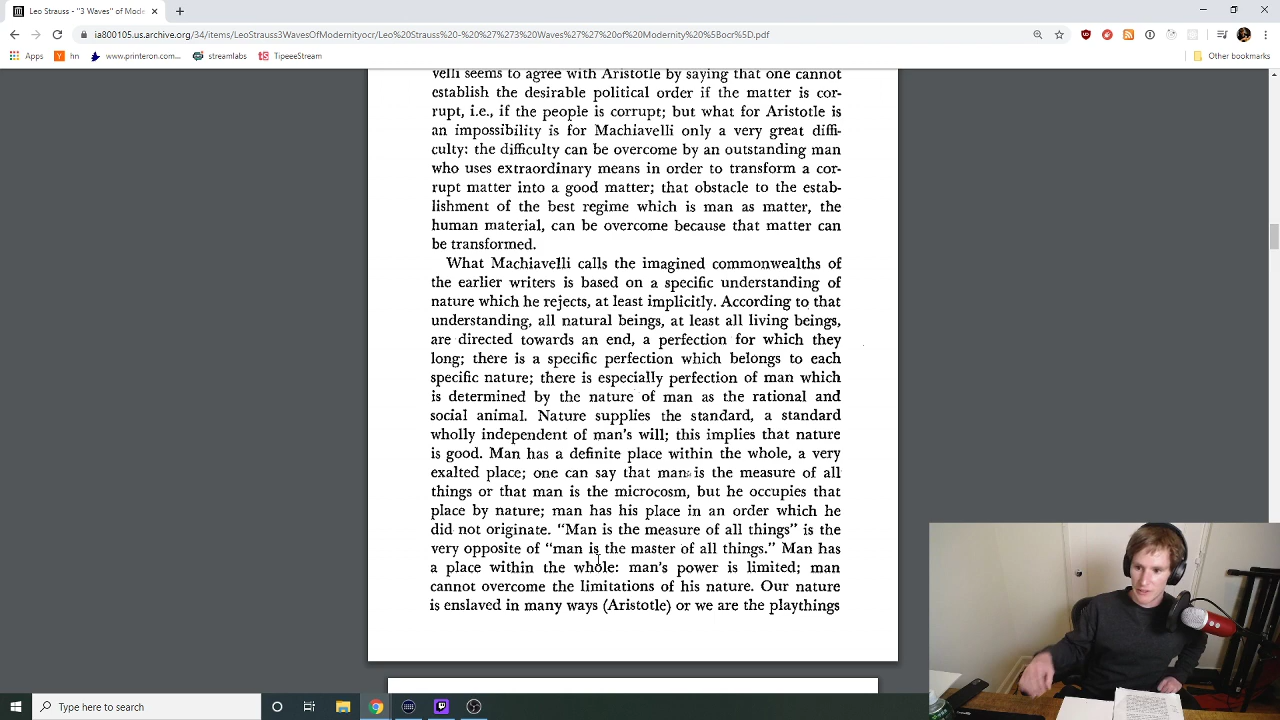 Leo Strauss - "3 Waves" of Mode
ia800105.us.archive.org/34/items/LeoStrauss3WavesOfModernityocr/Leo%20Strauss%20-%20%27%273%20Waves%27%27%20of%20Modernity%20%5Bocr%5D.pdf
Apps
hn
www.printeron.com...
streamlabs
TipeeeStream
Other bookmarks
velli seems to agree with Aristotle by saying that one cannot
establish the desirable political order if the matter is cor-
rupt, i.e., if the people is corrupt; but what for Aristotle is
an impossibility is for Machiavelli only a very great diffi-
culty: the difficulty can be overcome by an outstanding man
who uses extraordinary means in order to transform a cor-
rupt matter into a good matter; that obstacle to the estab-
lishment of the best regime which is man as matter, the
human material, can be overcome because that matter can
be transformed.
What Machiavelli calls the imagined commonwealths of
the earlier writers is based on a specific understanding of
nature which he rejects, at least implicitly. According to that
understanding, all natural beings, at least all living beings,
are directed towards an end, a perfection for which they
long; there is a specific perfection which belongs to each
specific nature; there is especially perfection of man which
is determined by the nature of man as the rational and
social animal. Nature supplies the standard, a standard
wholly independent of man's will; this implies that nature
is good. Man has a definite place within the whole, a very
exalted place; one can say that man is the measure of all
things or that man is the microcosm, but he occupies that
place by nature; man has his place in an order which he
did not originate. "Man is the measure of all things" is the
very opposite of "man is the master of all things." Man has
a place within the whole: man's power is limited; man
cannot overcome the limitations of his nature. Our nature
is enslaved in many ways (Aristotle) or we are the playthings
Type here to search